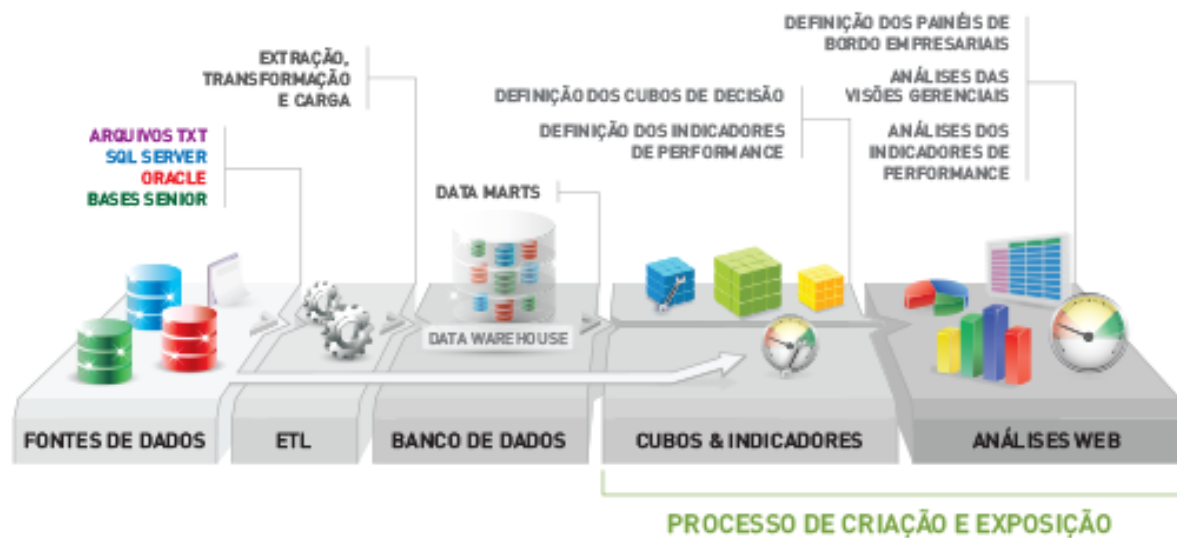 DEFINIÇÃO DOS PAINÉIS DE
BORDO EMPRESARIAIS
ANÁLISES DAS
VISÕES GERENCIAIS
ANÁLISES DOS
INDICADORES DE
PERFORMANCE
EXTRAÇÃO,
TRANSFORMAÇÃO
E CARGA
DEFINIÇÃO DOS CUBOS DE DECISÃO
DEFINIÇÃO DOS INDICADORES
DE PERFORMANCE
ARQUIVOS TXT
SQL SERVER
ORACLE
BASES SENIOR
DATA MARTS
DATA WAREHOUSE
FONTES DE DADOS
ETL
BANCO DE DADOS
CUBOS & INDICADORES
ANÁLISES WEB
PROCESSO DE CRIAÇÃO E EXPOSIÇÃO